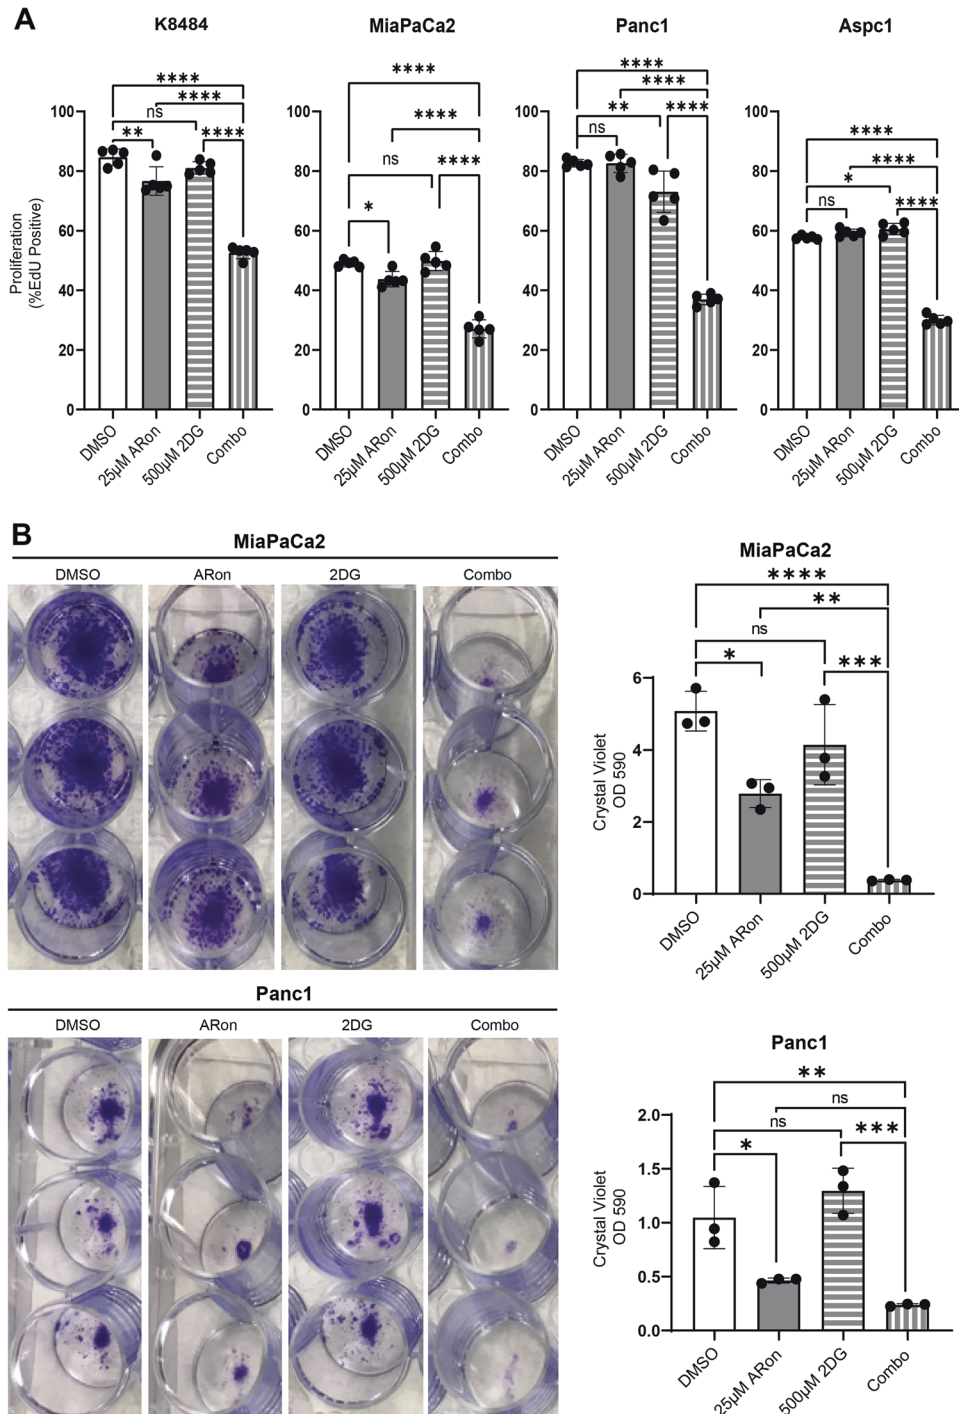 A
K8484
MiaPaCa2
Panc1
Aspc1
Proliferation
(%EdU Positive)
100
80
60
40
20
0
****
****
ns
**
****
DMSO
25µM ARon
500µM 2DG
Combo
100
80
60
40
20
0
****
****
ns
****
*
DMSO
25µM ARon
500µM 2DG
Combo
100
80
60
40
20
0
****
****
**
****
ns
DMSO
25µM ARon
500µM 2DG
Combo
100
80
60
40
20
0
****
****
*
ns
****
DMSO
25µM ARon
500µM 2DG
Combo
B
MiaPaCa2
DMSO
ARon
2DG
Combo
MiaPaCa2
****
**
ns
*
***
Crystal Violet
OD 590
6
4
2
0
DMSO
25µM ARon
500µM 2DG
Combo
Panc1
DMSO
ARon
2DG
Combo
Panc1
**
ns
ns
*
***
Crystal Violet
OD 590
2.0
1.5
1.0
0.5
0.0
DMSO
25µM ARon
500µM 2DG
Combo